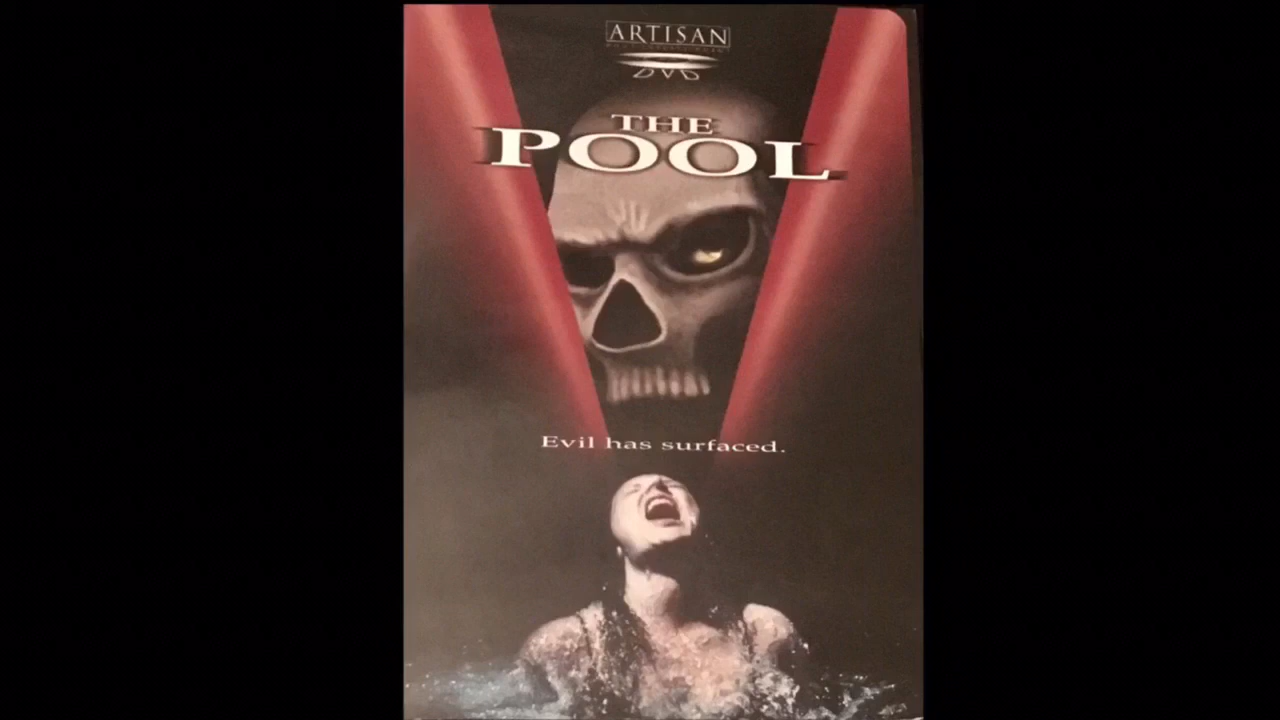 ARTISAN
DVD
THE
POOL
Evil has surfaced.